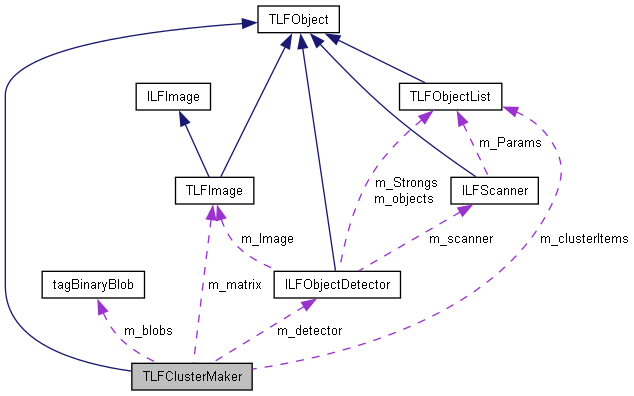 TLFObject
ILFImage
TLFObjectList
m_Params
TLFImage
m_Strongs
m_objects
ILFScanner
m_Image
m_scanner
m_clusterItems
tagBinaryBlob
m_matrix
ILFObjectDetector
m_blobs
m_detector
TLFClusterMaker